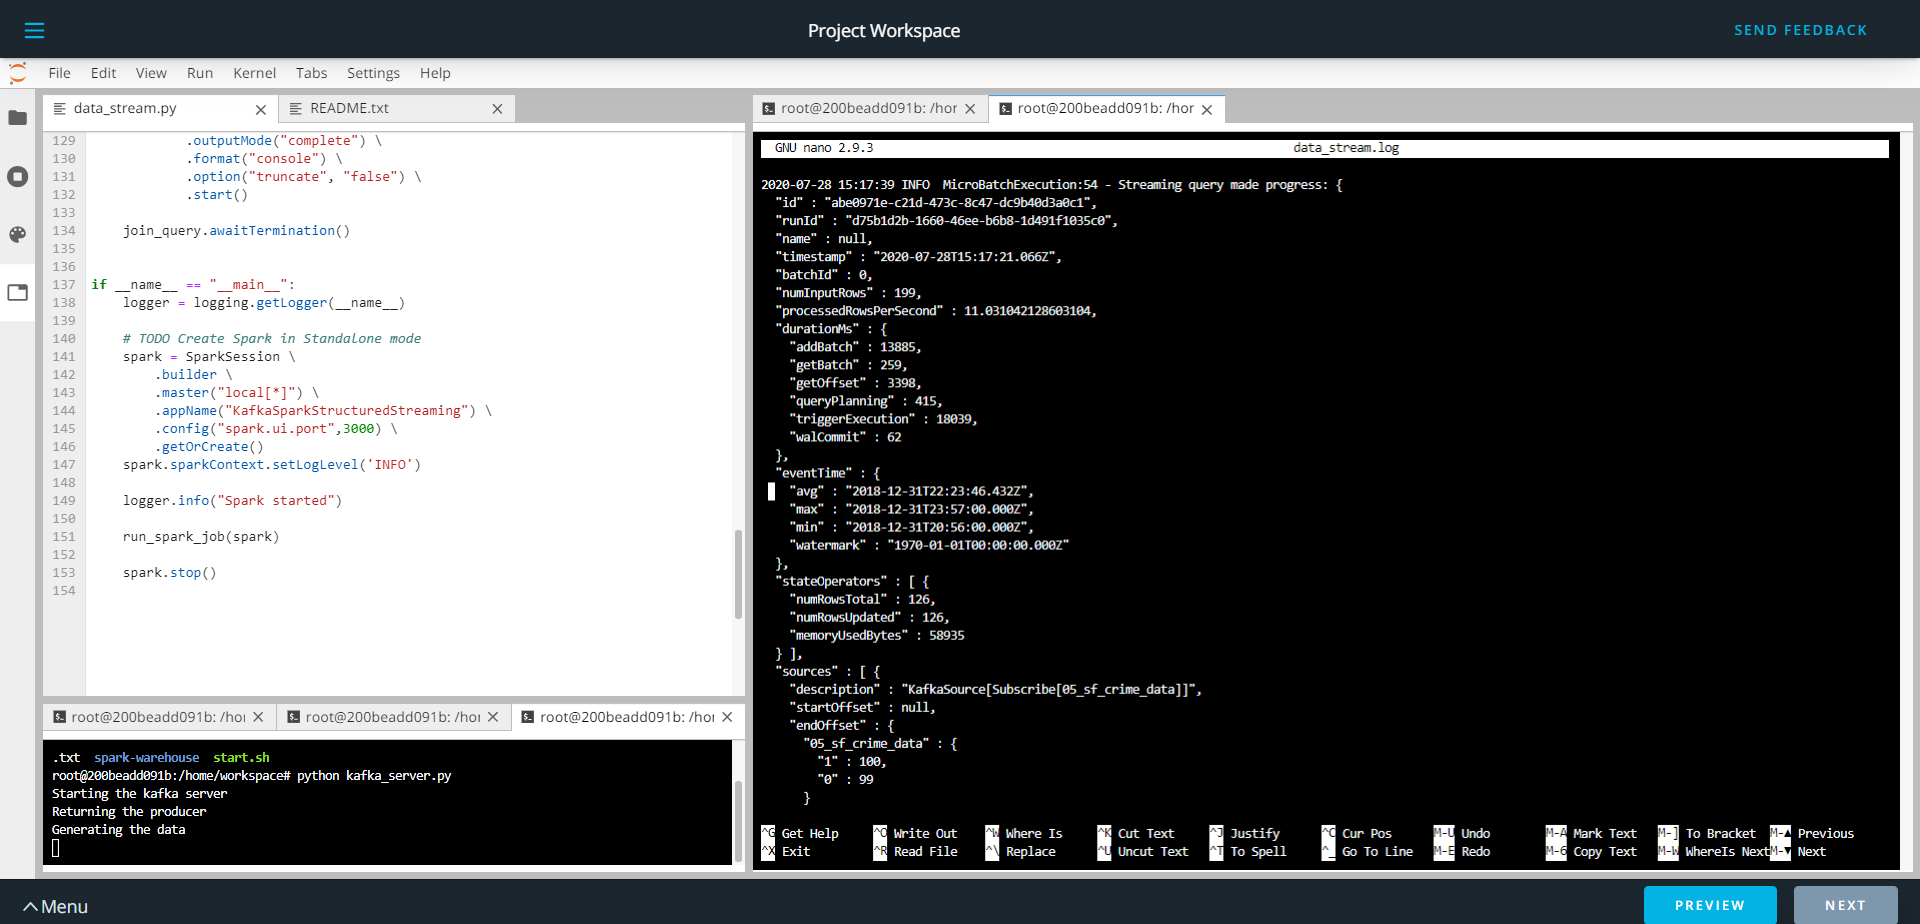 Project Workspace
SEND FEEDBACK
File Edit View Run Kernel Tabs Settings Help
data_stream.py
README.txt
129 .outputMode("complete") \
130 .format("console") \
131 .option("truncate", "false") \
132 .start()
133
134 join_query.awaitTermination()
135
136
137 if __name__ == "__main__":
138 logger = logging.getLogger(__name__)
139
140 # TODO Create Spark in Standalone mode
141 spark = SparkSession \
142 .builder \
143 .master("local[*]") \
144 .appName("KafkaSparkStructuredStreaming") \
145 .config("spark.ui.port",3000) \
146 .getOrCreate()
147 spark.sparkContext.setLogLevel('INFO')
148
149 logger.info("Spark started")
150
151 run_spark_job(spark)
152
153 spark.stop()
154
root@200beadd091b: /hor
root@200beadd091b: /hor
root@200beadd091b: /hor
.txt spark-warehouse start.sh
root@200beadd091b:/home/workspace# python kafka_server.py
Starting the kafka server
Returning the producer
Generating the data
root@200beadd091b: /hor
root@200beadd091b: /hor
GNU nano 2.9.3 data_stream.log
2020-07-28 15:17:39 INFO MicroBatchExecution:54 - Streaming query made progress: {
"id" : "abe0971e-c21d-473c-8c47-dc9b40d3a0c1",
"runId" : "d75b1d2b-1660-46ee-b6b8-1d491f1035c0",
"name" : null,
"timestamp" : "2020-07-28T15:17:21.066Z",
"batchId" : 0,
"numInputRows" : 199,
"processedRowsPerSecond" : 11.031042128603104,
"durationMs" : {
"addBatch" : 13885,
"getBatch" : 259,
"getOffset" : 3398,
"queryPlanning" : 415,
"triggerExecution" : 18039,
"walCommit" : 62
},
"eventTime" : {
"avg" : "2018-12-31T22:23:46.432Z",
"max" : "2018-12-31T23:57:00.000Z",
"min" : "2018-12-31T20:56:00.000Z",
"watermark" : "1970-01-01T00:00:00.000Z"
},
"stateOperators" : [ {
"numRowsTotal" : 126,
"numRowsUpdated" : 126,
"memoryUsedBytes" : 58935
} ],
"sources" : [ {
"description" : "KafkaSource[Subscribe[05_sf_crime_data]]",
"startOffset" : null,
"endOffset" : {
"05_sf_crime_data" : {
"1" : 100,
"0" : 99
}
^G Get Help ^O Write Out ^W Where Is ^K Cut Text ^J Justify ^C Cur Pos M-U Undo M-A Mark Text M-] To Bracket M-▲ Previous
^X Exit ^R Read File ^\ Replace ^U Uncut Text ^T To Spell ^_ Go To Line M-E Redo M-6 Copy Text M-W WhereIs Next M-▼ Next
Menu
PREVIEW
NEXT